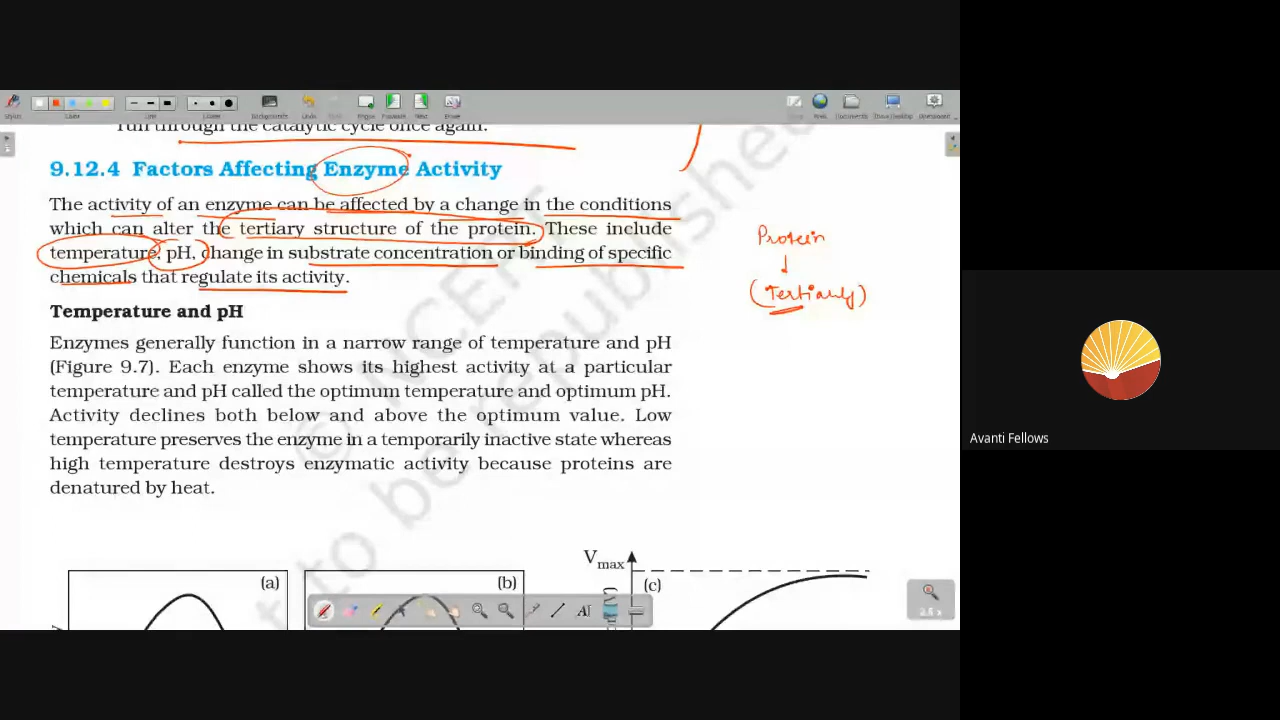 run through the catalytic cycle once again.
9.12.4 Factors Affecting Enzyme Activity
The activity of an enzyme can be affected by a change in the conditions
which can alter the tertiary structure of the protein. These include
temperature, pH, change in substrate concentration or binding of specific
chemicals that regulate its activity.
Protein
(Tertiary)
Temperature and pH
Enzymes generally function in a narrow range of temperature and pH
(Figure 9.7). Each enzyme shows its highest activity at a particular
temperature and pH called the optimum temperature and optimum pH.
Activity declines both below and above the optimum value. Low
temperature preserves the enzyme in a temporarily inactive state whereas
high temperature destroys enzymatic activity because proteins are
denatured by heat.
© NCERT
to be republished
Vmax
(a)
(b)
(c)
Avanti Fellows